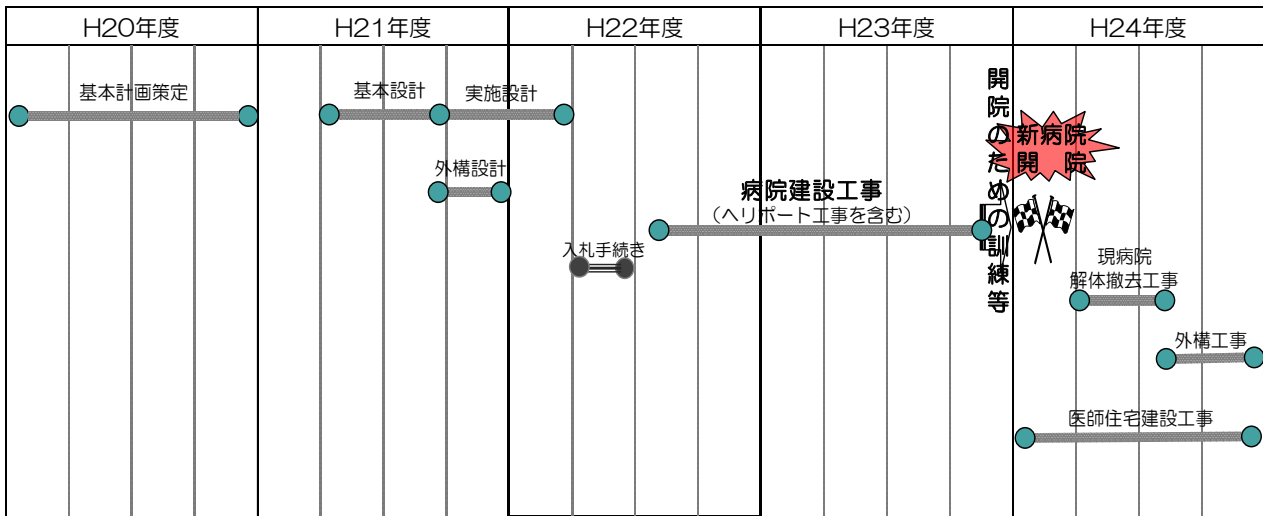 H20年度
H21年度
H22年度
H23年度
H24年度
基本計画策定
基本設計
実施設計
外構設計
入札手続き
病院建設工事
（ヘリポート工事を含む）
開院のための訓練等
新病院
開　院
現病院
解体撤去工事
外構工事
医師住宅建設工事